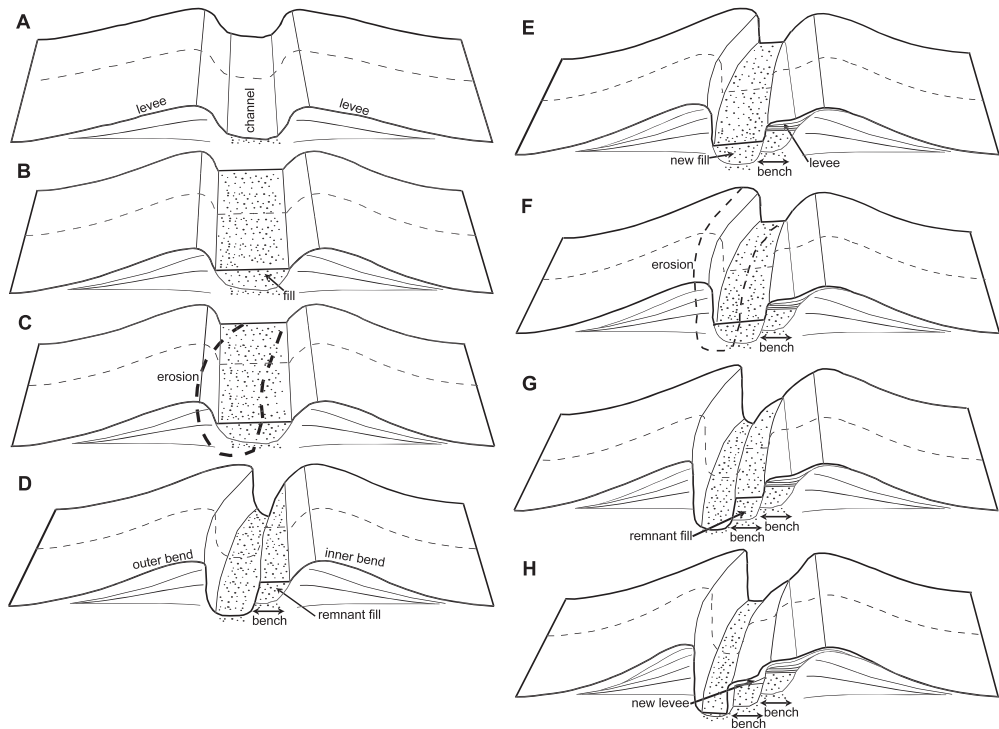 A
levee
channel
levee
B
fill
C
erosion
D
outer bend
inner bend
bench
remnant fill
E
new fill
bench
levee
F
erosion
bench
G
remnant fill
bench
bench
H
new levee
bench
bench